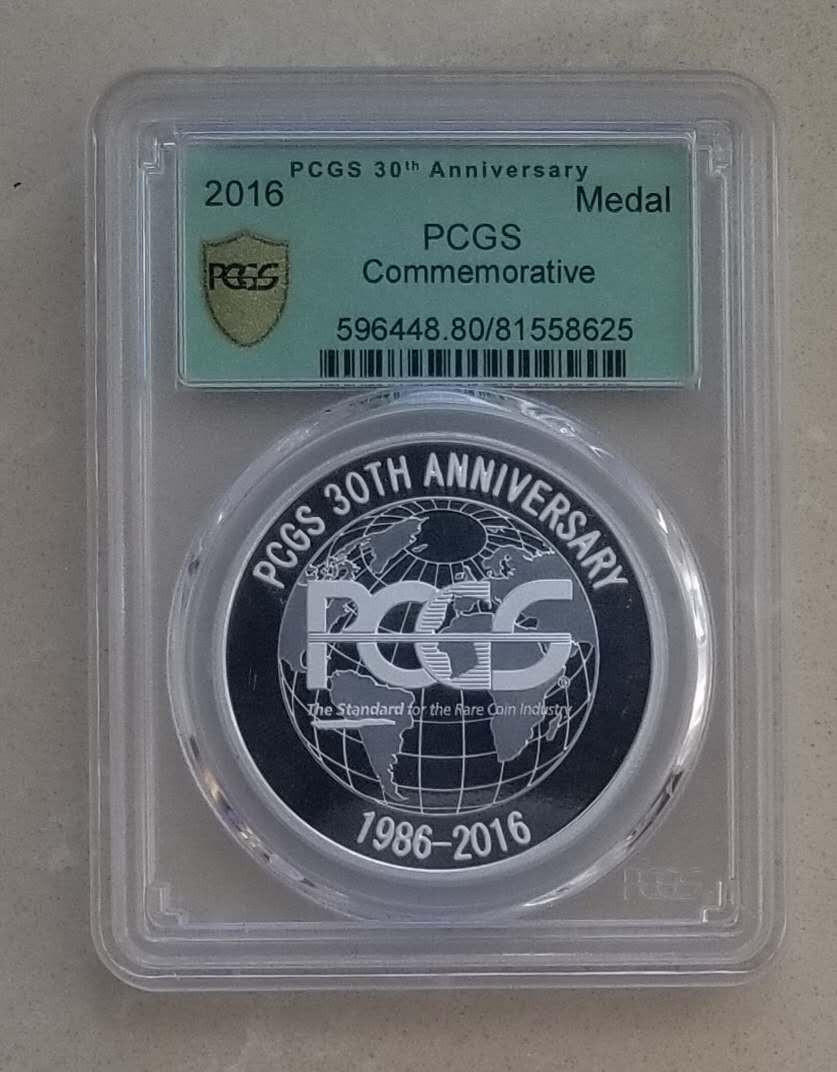 PCGS 30th Anniversary
2016 Medal
PCGS
PCGS
Commemorative
596448.80/81558625
PCGS 30TH ANNIVERSARY
PCGS®
The Standard for the Rare Coin Industry
1986-2016
PCGS